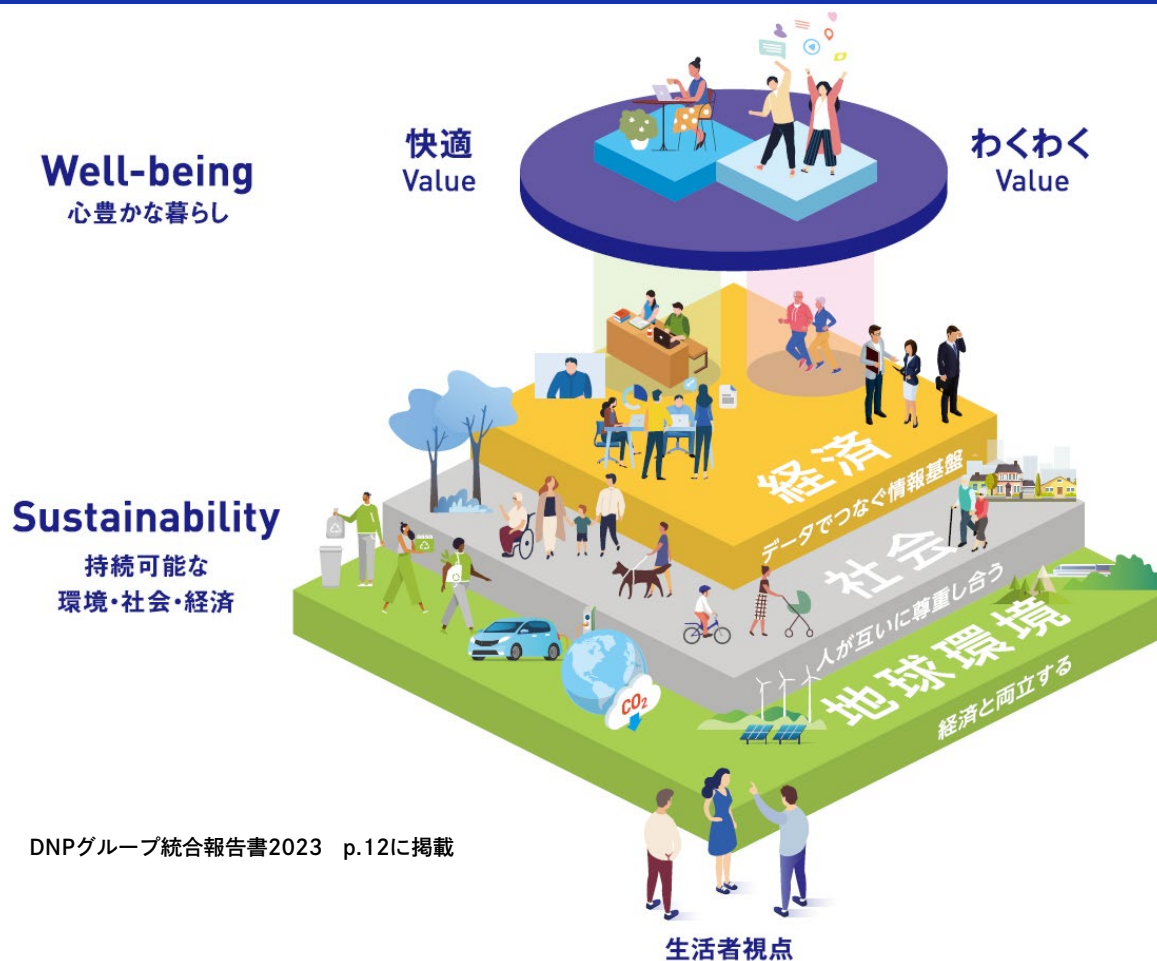 Well-being
心豊かな暮らし
快適
Value
わくわく
Value
経済
データでつなぐ情報基盤
社会
人が互いに尊重し合う
地球環境
経済と両立する
Sustainability
持続可能な
環境・社会・経済
CO₂
DNPグループ統合報告書2023　p.12に掲載
生活者視点